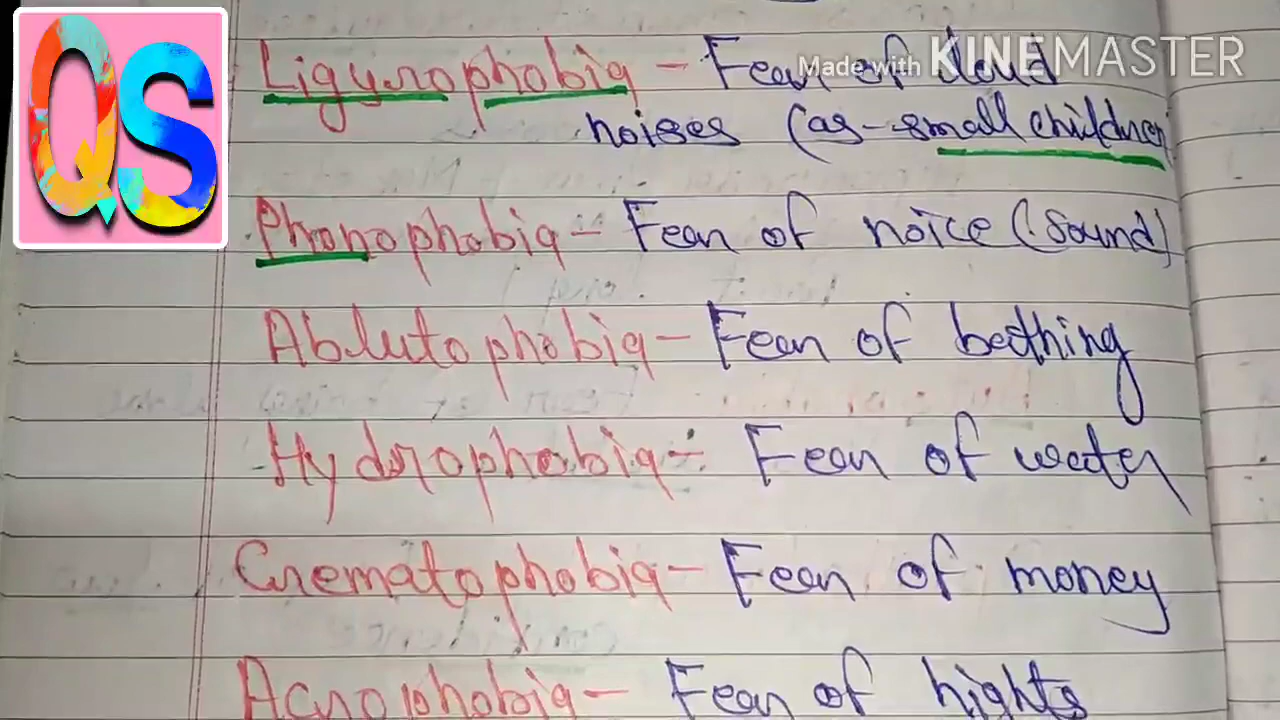 QS
Made with KINEMASTER
Ligyrophobia - Fear of loud
noises (as-small children
Phonophobia - Fear of noice (Sound)
Ablutophobia - Fear of bathing
Hydrophobia - Fear of water
Crematophobia - Fear of money
Acrophobia - Fear of hights